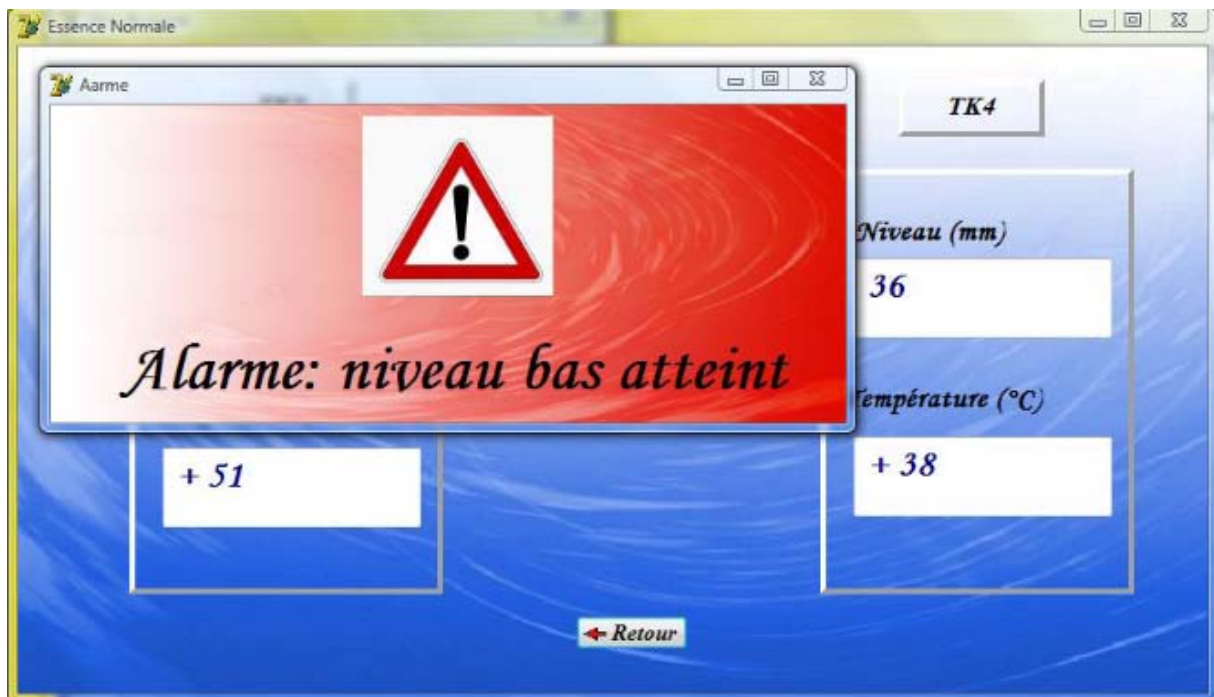 Essence Normale
Aarme
Alarme: niveau bas atteint
TK4
Niveau (mm)
36
Température (°C)
+ 38
+ 51
Retour